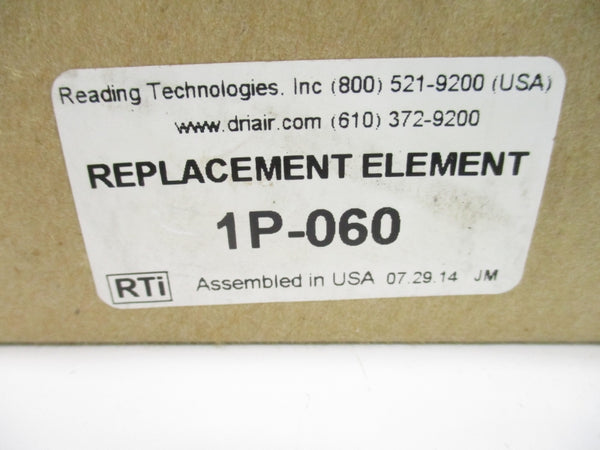 Reading Technologies. Inc (800) 521-9200 (USA)
www.driair.com (610) 372-9200
REPLACEMENT ELEMENT
1P-060
RTi Assembled in USA 07.29.14 JM